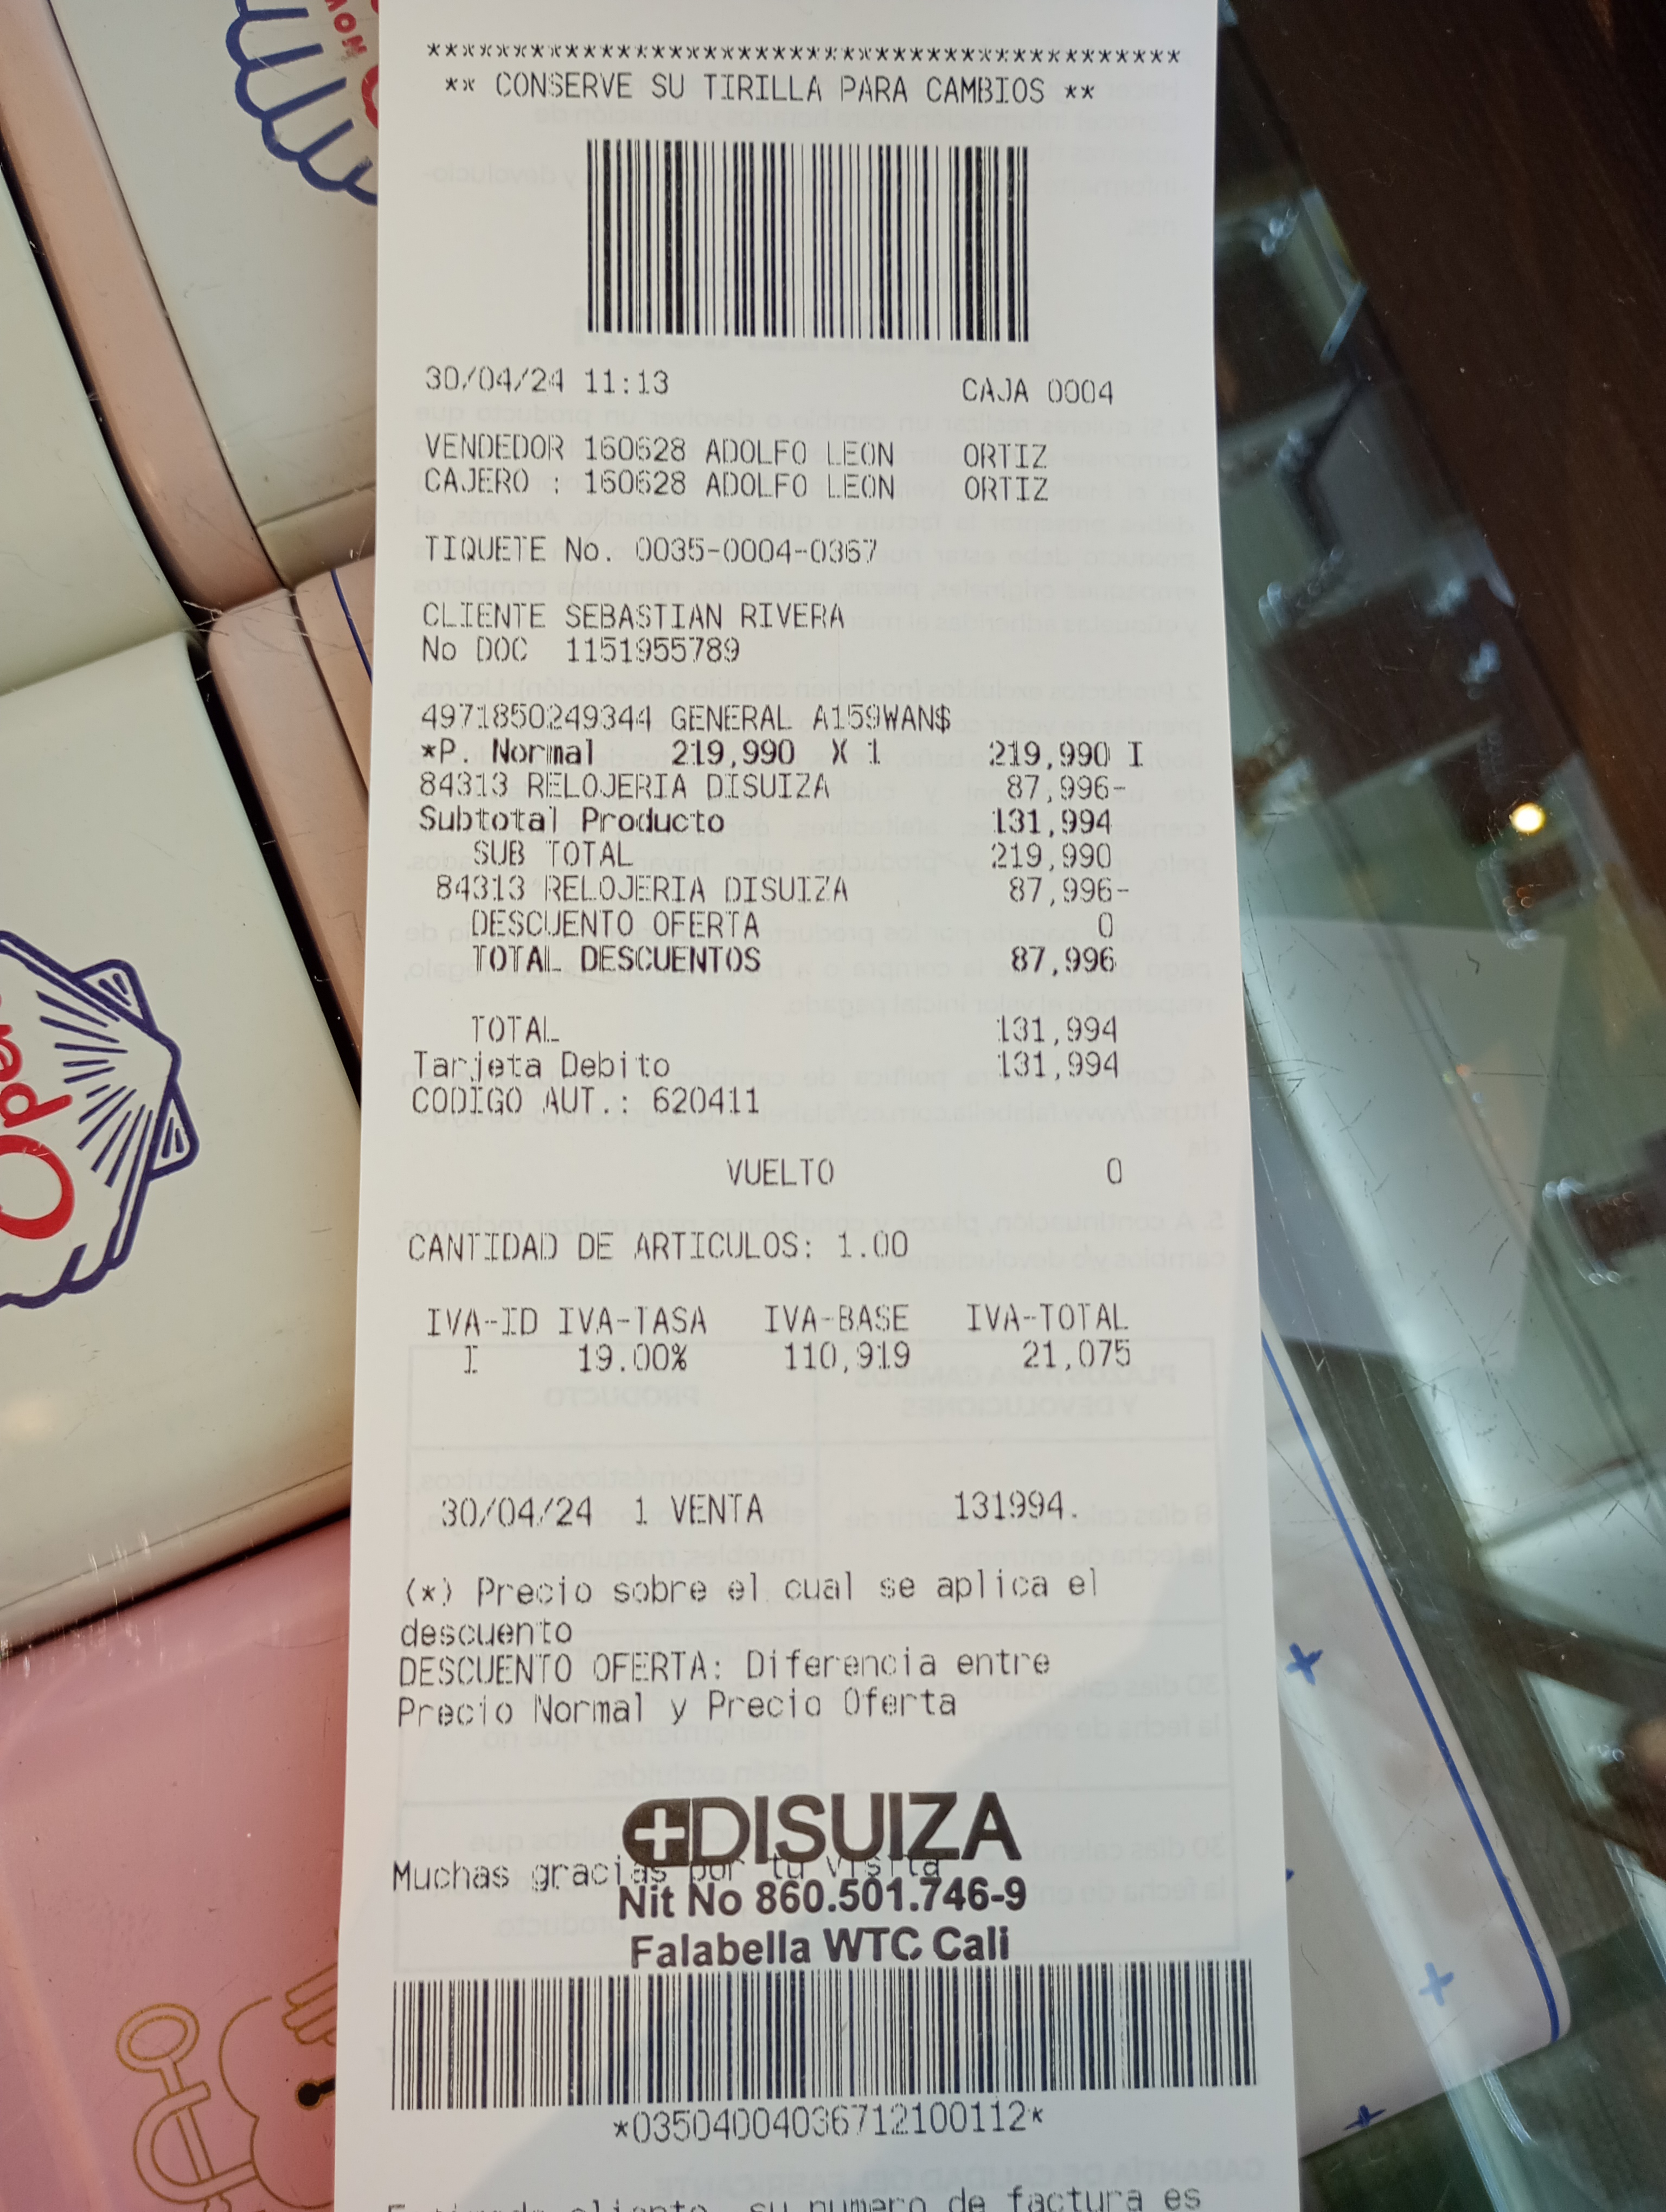 *******************************************
** CONSERVE SU TIRILLA PARA CAMBIOS **
30/04/24 11:13 CAJA 0004
VENDEDOR 160628 ADOLFO LEON ORTIZ
CAJERO : 160628 ADOLFO LEON ORTIZ
TIQUETE No. 0035-0004-0367
CLIENTE SEBASTIAN RIVERA
No DOC 1151955789
4971850249344 GENERAL A159WAN$
*P. Normal 219,990 X 1 219,990 I
84313 RELOJERIA DISUIZA 87,996-
Subtotal Producto 131,994
SUB TOTAL 219,990
84313 RELOJERIA DISUIZA 87,996-
DESCUENTO OFERTA 0
TOTAL DESCUENTOS 87,996
TOTAL 131,994
Tarjeta Debito 131,994
CODIGO AUT.: 620411
VUELTO 0
CANTIDAD DE ARTICULOS: 1.00
IVA-ID IVA-TASA IVA-BASE IVA-TOTAL
I 19.00% 110,919 21,075
30/04/24 1 VENTA 131994.
(*) Precio sobre el cual se aplica el
descuento
DESCUENTO OFERTA: Diferencia entre
Precio Normal y Precio Oferta
DISUIZA
Muchas gracias por tu visita
Nit No 860.501.746-9
Falabella WTC Cali
*03504004036712100112*
su numero de factura es